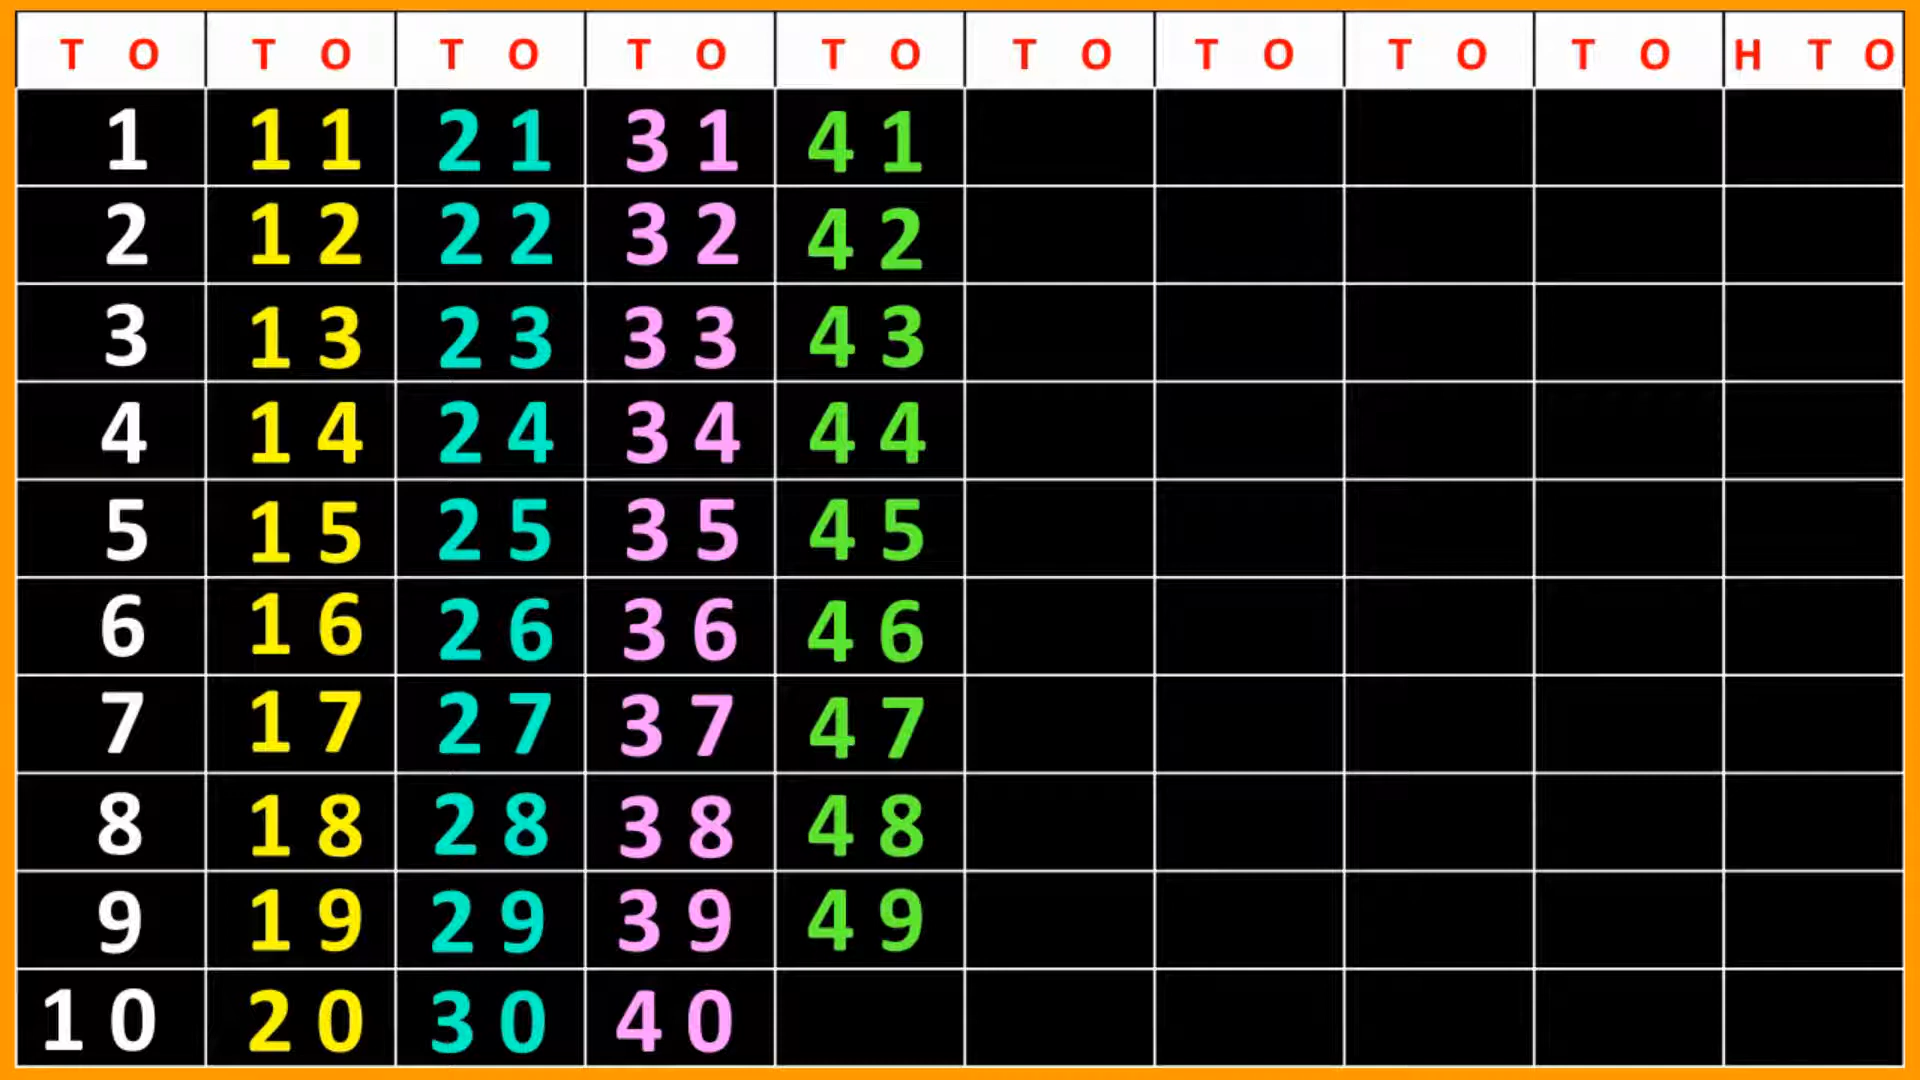 T O T O T O T O T O T O T O T O T O H T O
1 11 21 31 41
2 12 22 32 42
3 13 23 33 43
4 14 24 34 44
5 15 25 35 45
6 16 26 36 46
7 17 27 37 47
8 18 28 38 48
9 19 29 39 49
10 20 30 40